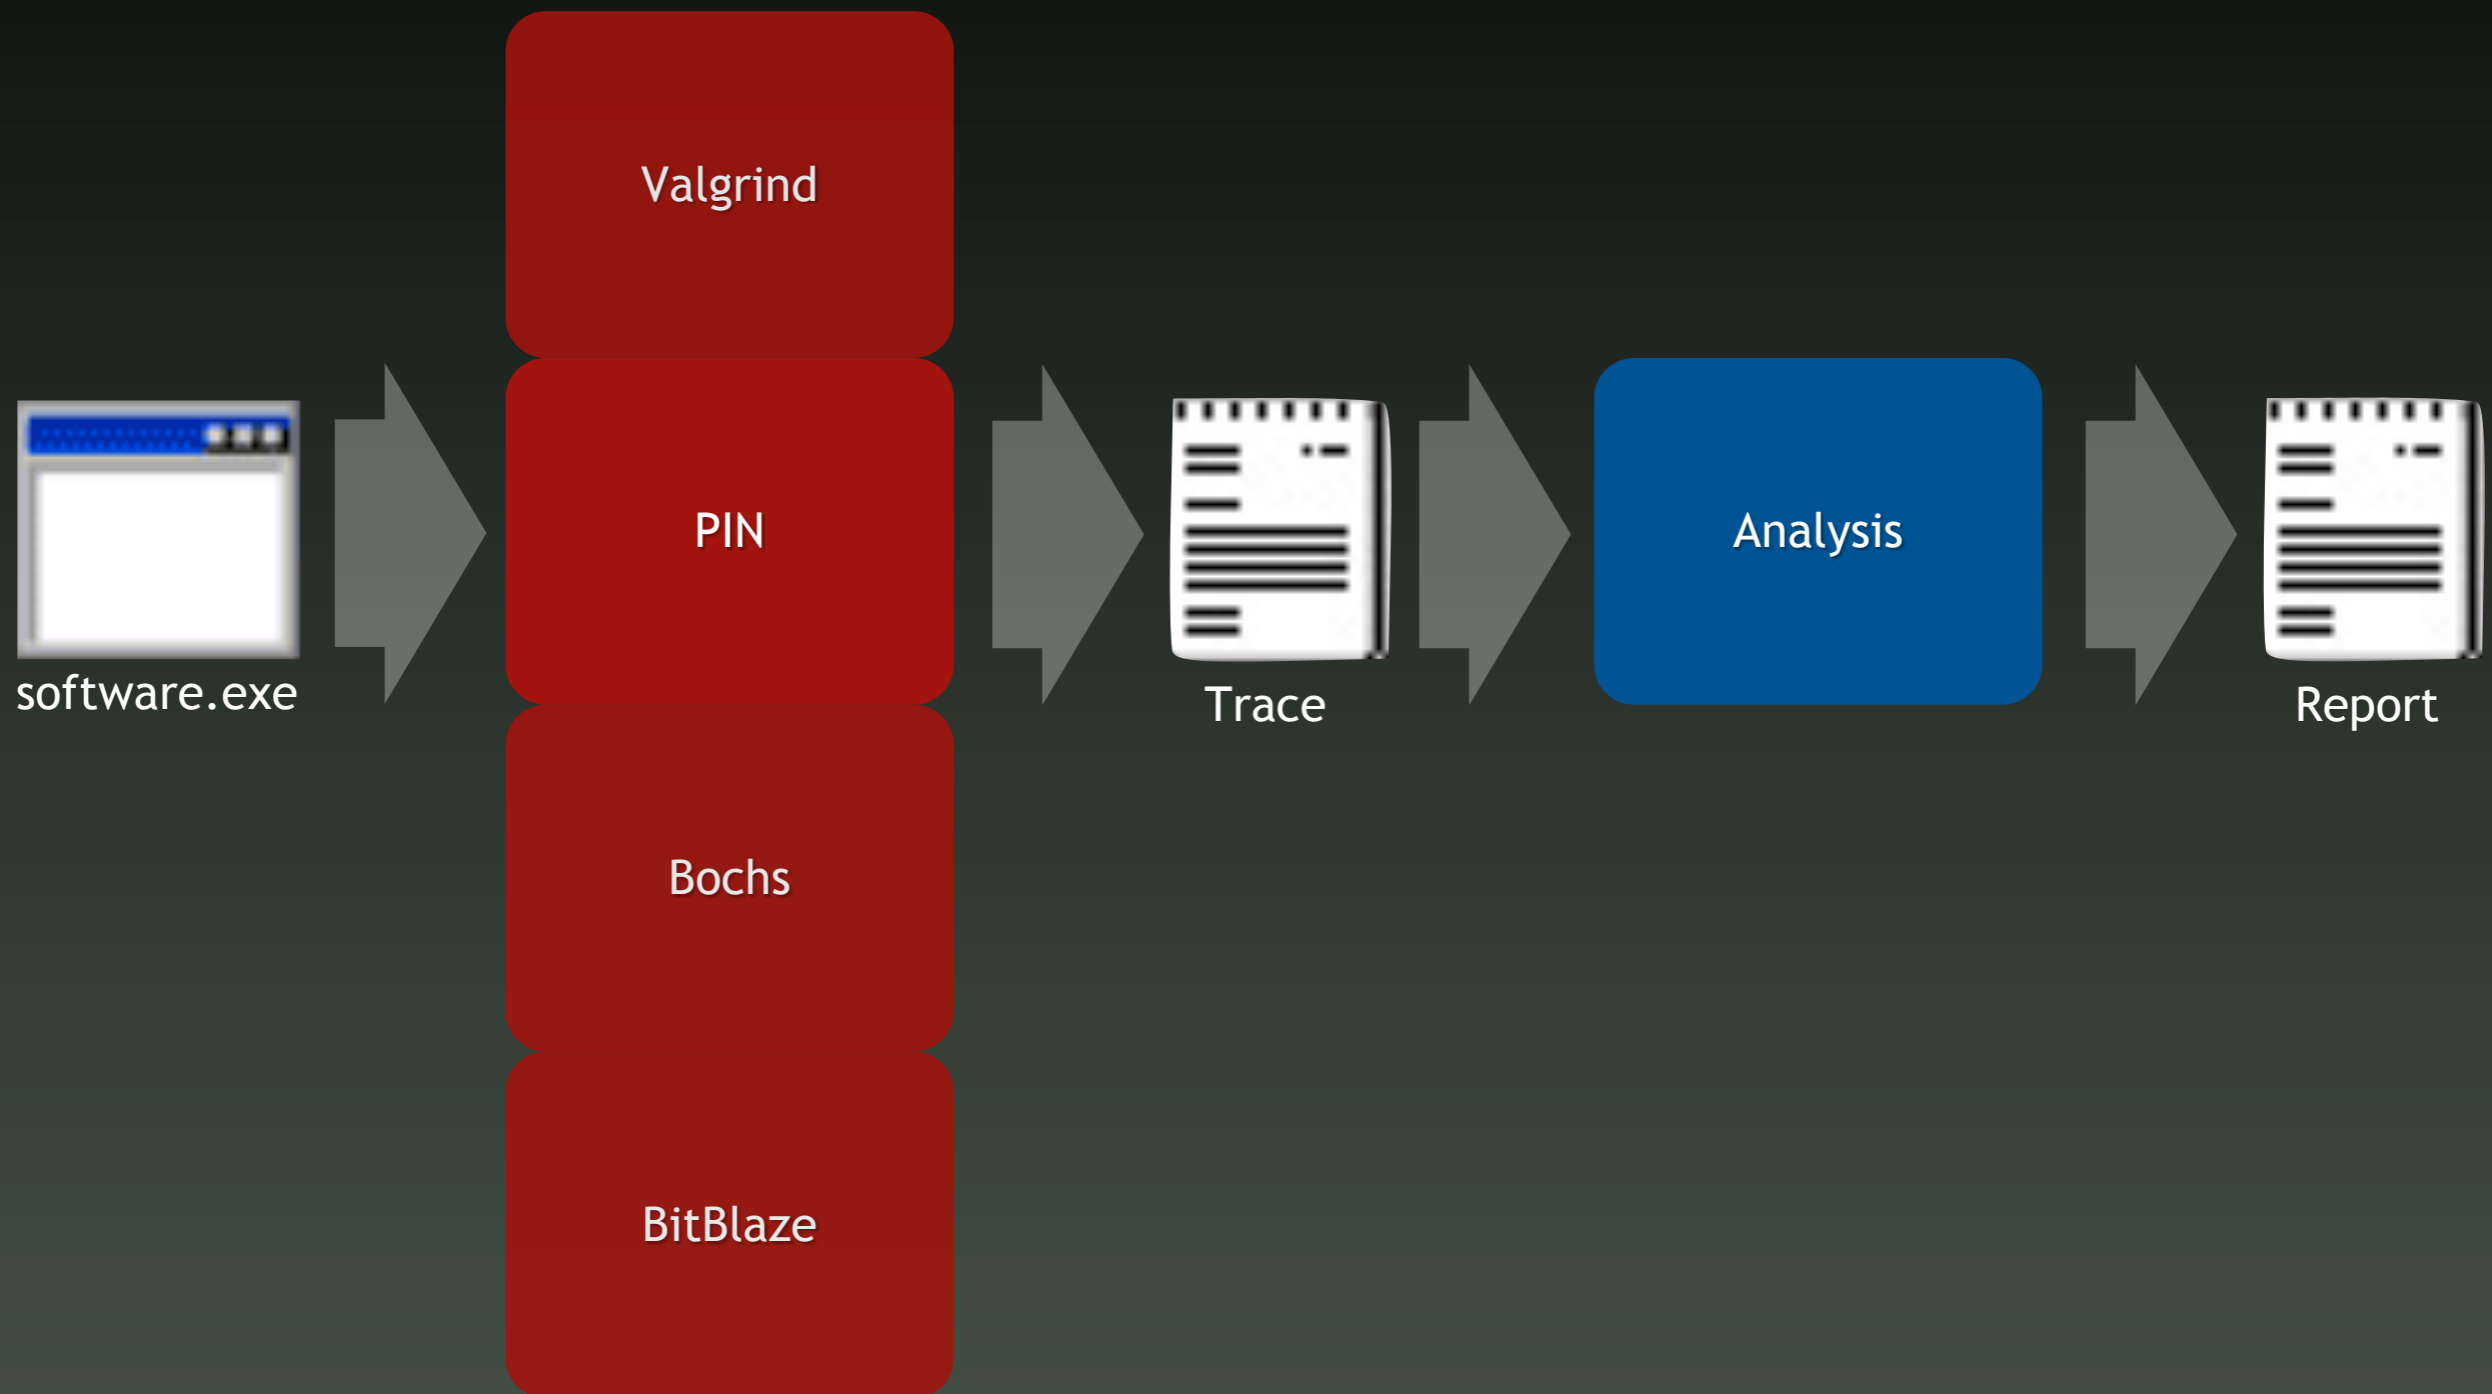 Valgrind
software.exe
PIN
Trace
Analysis
Report
Bochs
BitBlaze